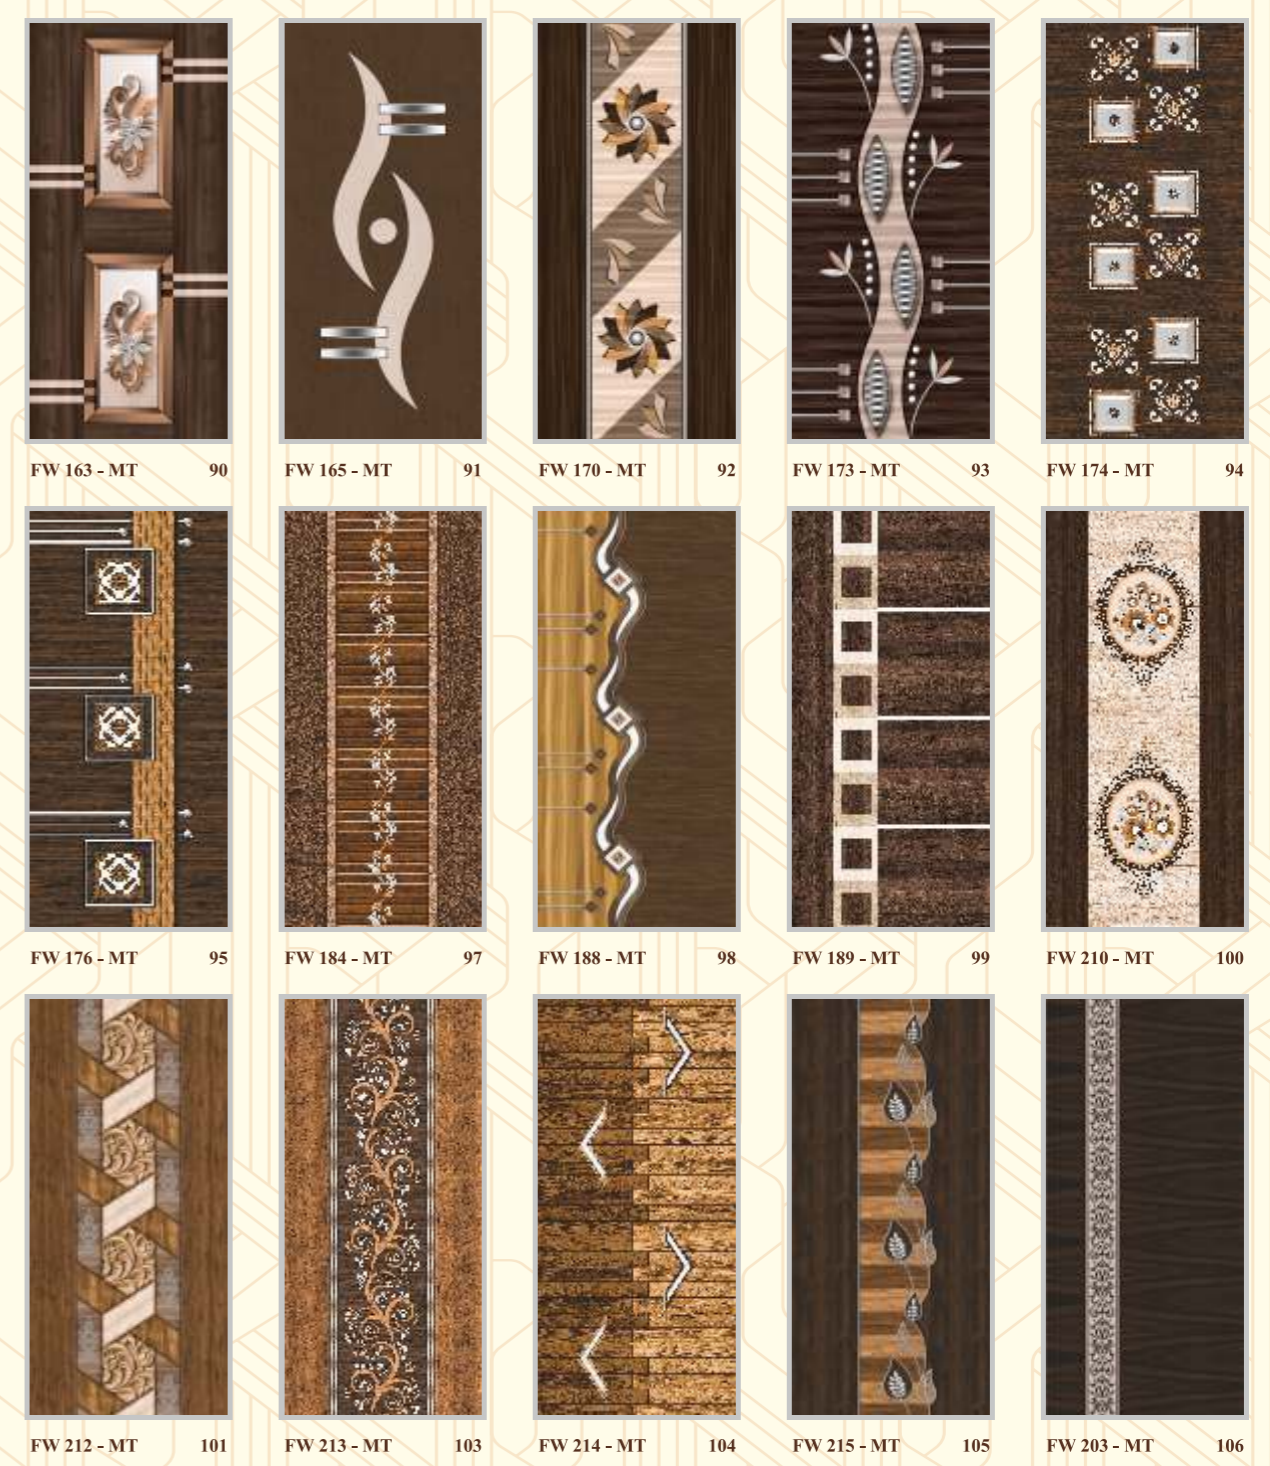 FW 163 - MT 90
FW 165 - MT 91
FW 170 - MT 92
FW 173 - MT 93
FW 174 - MT 94
FW 176 - MT 95
FW 184 - MT 97
FW 188 - MT 98
FW 189 - MT 99
FW 210 - MT 100
FW 212 - MT 101
FW 213 - MT 103
FW 214 - MT 104
FW 215 - MT 105
FW 203 - MT 106